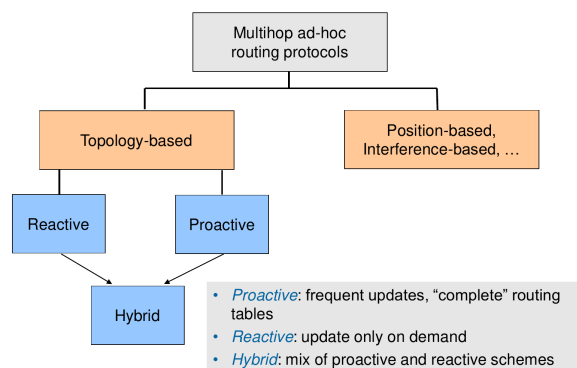 Multihop ad-hoc
routing protocols
Topology-based
Position-based,
Interference-based, …
Reactive
Proactive
Hybrid
• Proactive: frequent updates, “complete” routing
tables
• Reactive: update only on demand
• Hybrid: mix of proactive and reactive schemes